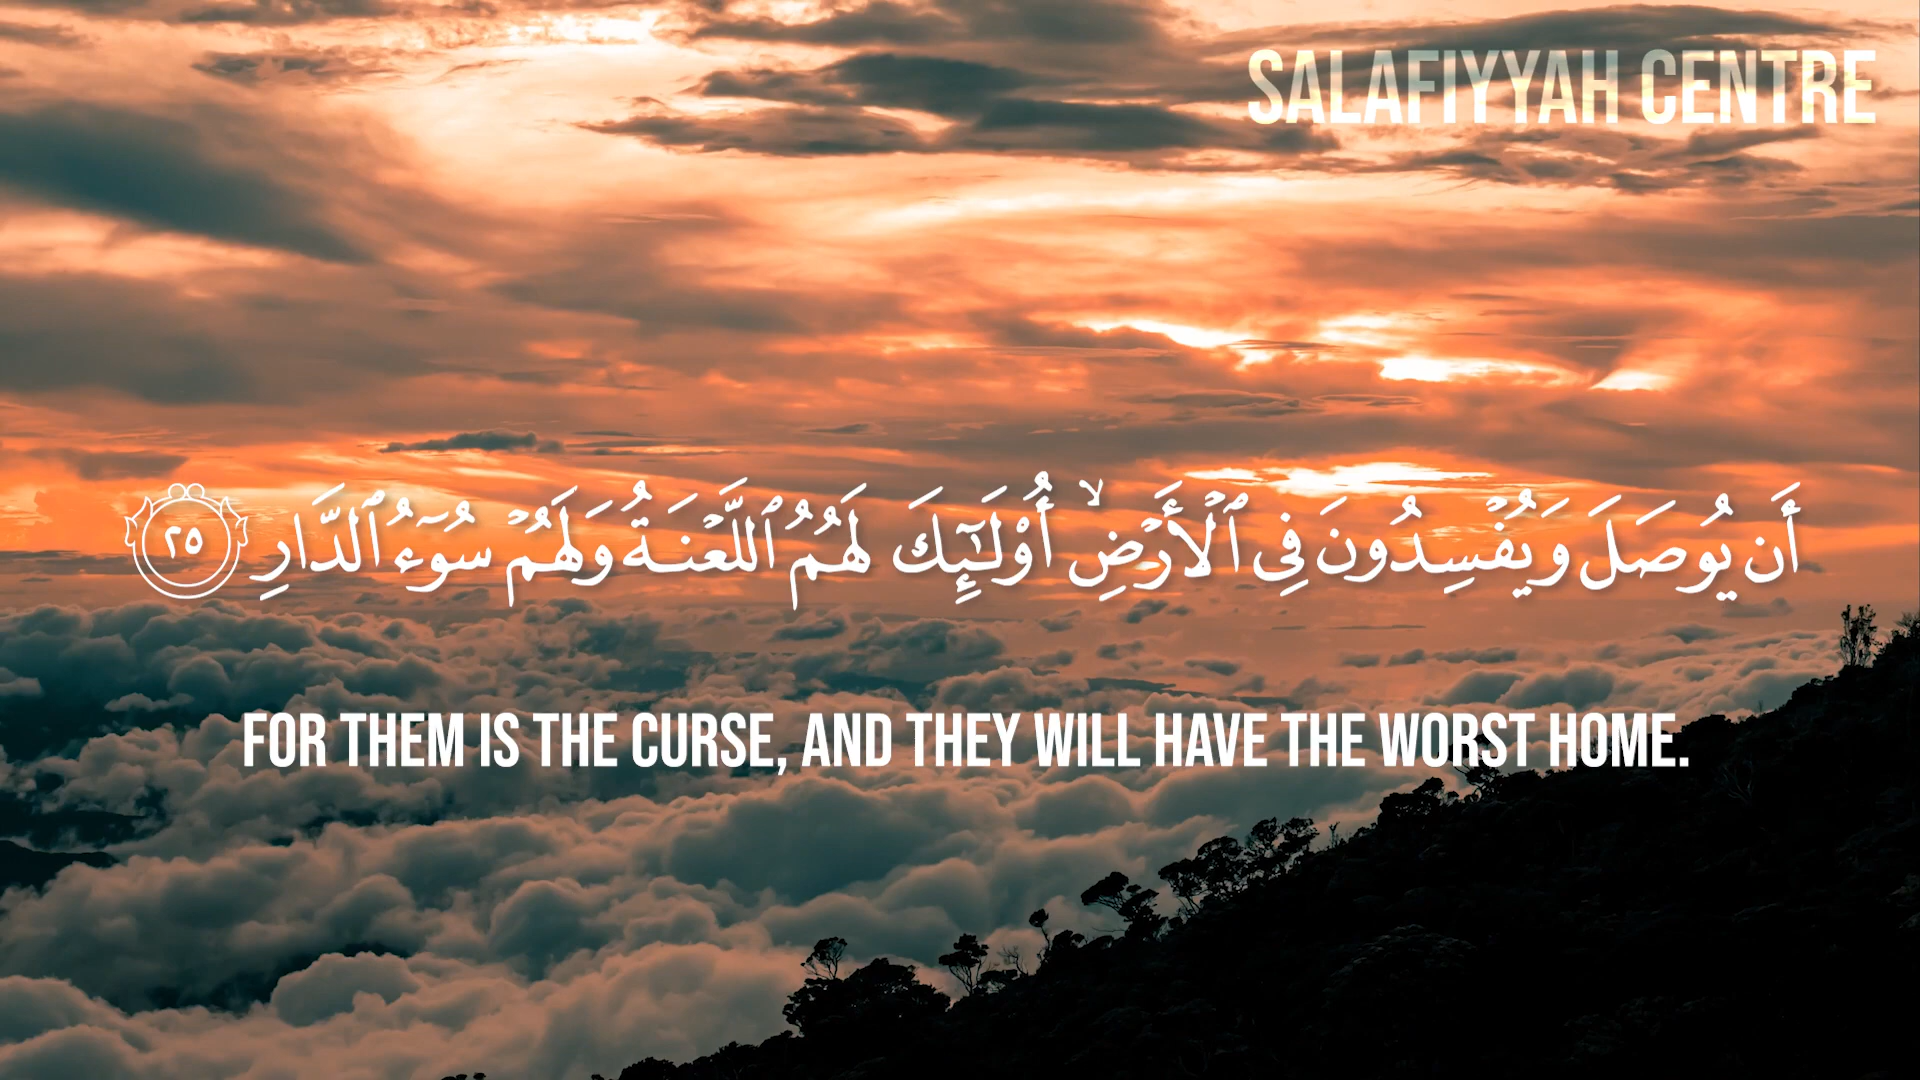 SALAFIYYAH CENTRE
أَن يُوصَلَ وَيُفۡسِدُونَ فِى ٱلۡأَرۡضِۙ أُوْلَـٰٓئِكَ لَهُمُ ٱللَّعۡنَةُ وَلَهُمۡ سُوٓءُ ٱلدَّارِ ٢٥
FOR THEM IS THE CURSE, AND THEY WILL HAVE THE WORST HOME.